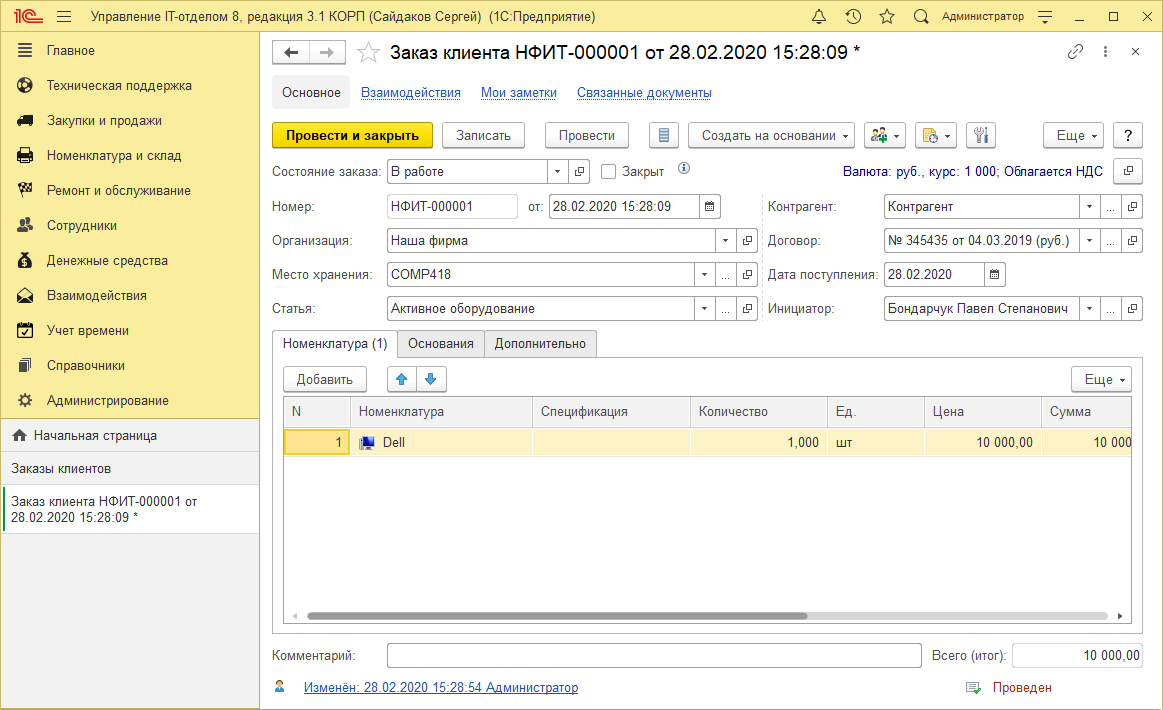 1С Управление IT-отделом 8, редакция 3.1 КОРП (Сайдаков Сергей) (1С:Предприятие) Администратор
Главное
Техническая поддержка
Закупки и продажи
Номенклатура и склад
Ремонт и обслуживание
Сотрудники
Денежные средства
Взаимодействия
Учет времени
Справочники
Администрирование
Начальная страница
Заказы клиентов
Заказ клиента НФИТ-000001 от
28.02.2020 15:28:09 *
Заказ клиента НФИТ-000001 от 28.02.2020 15:28:09 *
Основное Взаимодействия Мои заметки Связанные документы
Провести и закрыть Записать Провести Создать на основании Еще ?
Состояние заказа: В работе Закрыт Валюта: руб., курс: 1 000; Облагается НДС
Номер: НФИТ-000001 от: 28.02.2020 15:28:09 Контрагент: Контрагент ...
Организация: Наша фирма Договор: № 345435 от 04.03.2019 (руб.) ...
Место хранения: COMP418 ... Дата поступления: 28.02.2020
Статья: Активное оборудование ... Инициатор: Бондарчук Павел Степанович ...
Номенклатура (1) Основания Дополнительно
Добавить Еще
N Номенклатура Спецификация Количество Ед. Цена Сумма
1 Dell 1,000 шт 10 000,00 10 000
Комментарий: Всего (итог): 10 000,00
Изменён: 28.02.2020 15:28:54 Администратор Проведен